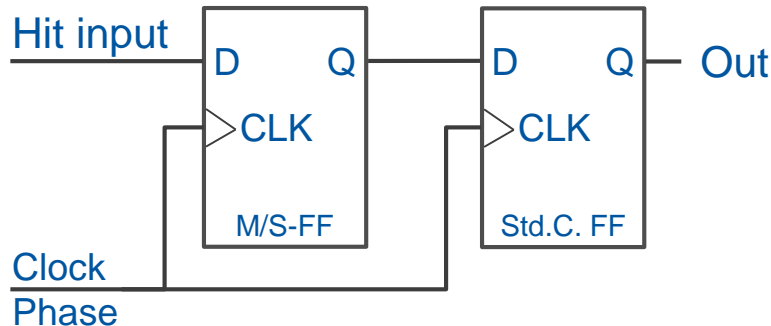 Hit input
D Q
CLK
M/S-FF
D Q
CLK
Std.C. FF
Out
Clock
Phase